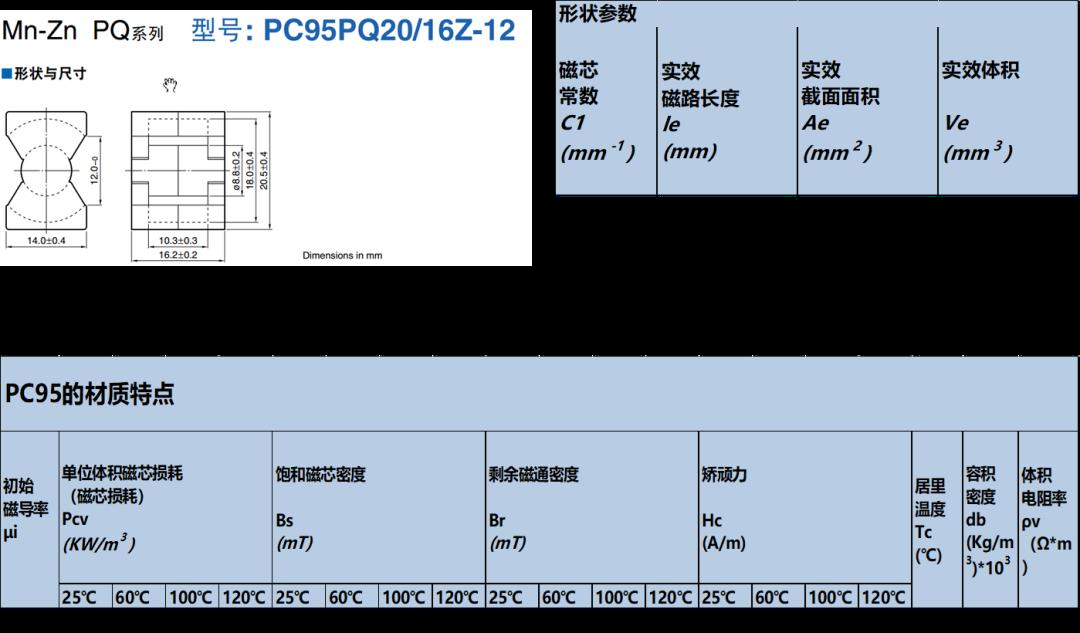 Mn-Zn PQ系列 型号: PC95PQ20/16Z-12
■形状与尺寸
12.0-0
14.0±0.4
ø8.8±0.2
18.0±0.4
20.5±0.4
10.3±0.3
16.2±0.2
Dimensions in mm
形状参数
磁芯
常数
C1
(mm⁻¹)
实效
磁路长度
le
(mm)
实效
截面面积
Ae
(mm²)
实效体积
Ve
(mm³)
PC95的材质特点
初始
磁导率
μi
单位体积磁芯损耗
(磁芯损耗)
Pcv
(KW/m³)
25℃ 60℃ 100℃ 120℃
饱和磁芯密度
Bs
(mT)
25℃ 60℃ 100℃ 120℃
剩余磁通密度
Br
(mT)
25℃ 60℃ 100℃ 120℃
矫顽力
Hc
(A/m)
25℃ 60℃ 100℃ 120℃
居里
温度
Tc
(℃)
容积
密度
db
(Kg/m
³)*10³
体积
电阻率
ρv
(Ω*m
)